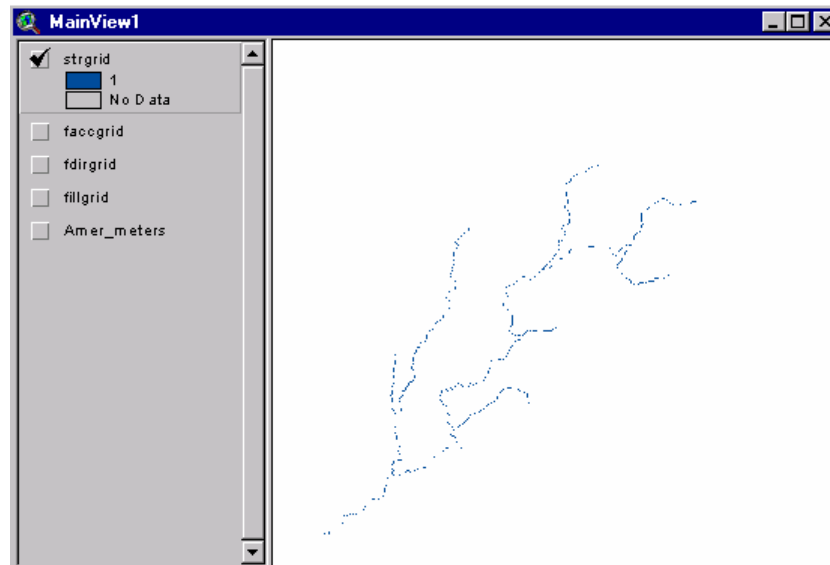 MainView1
strgrid
1
No Data
faccgrid
fdirgrid
fillgrid
Amer_meters